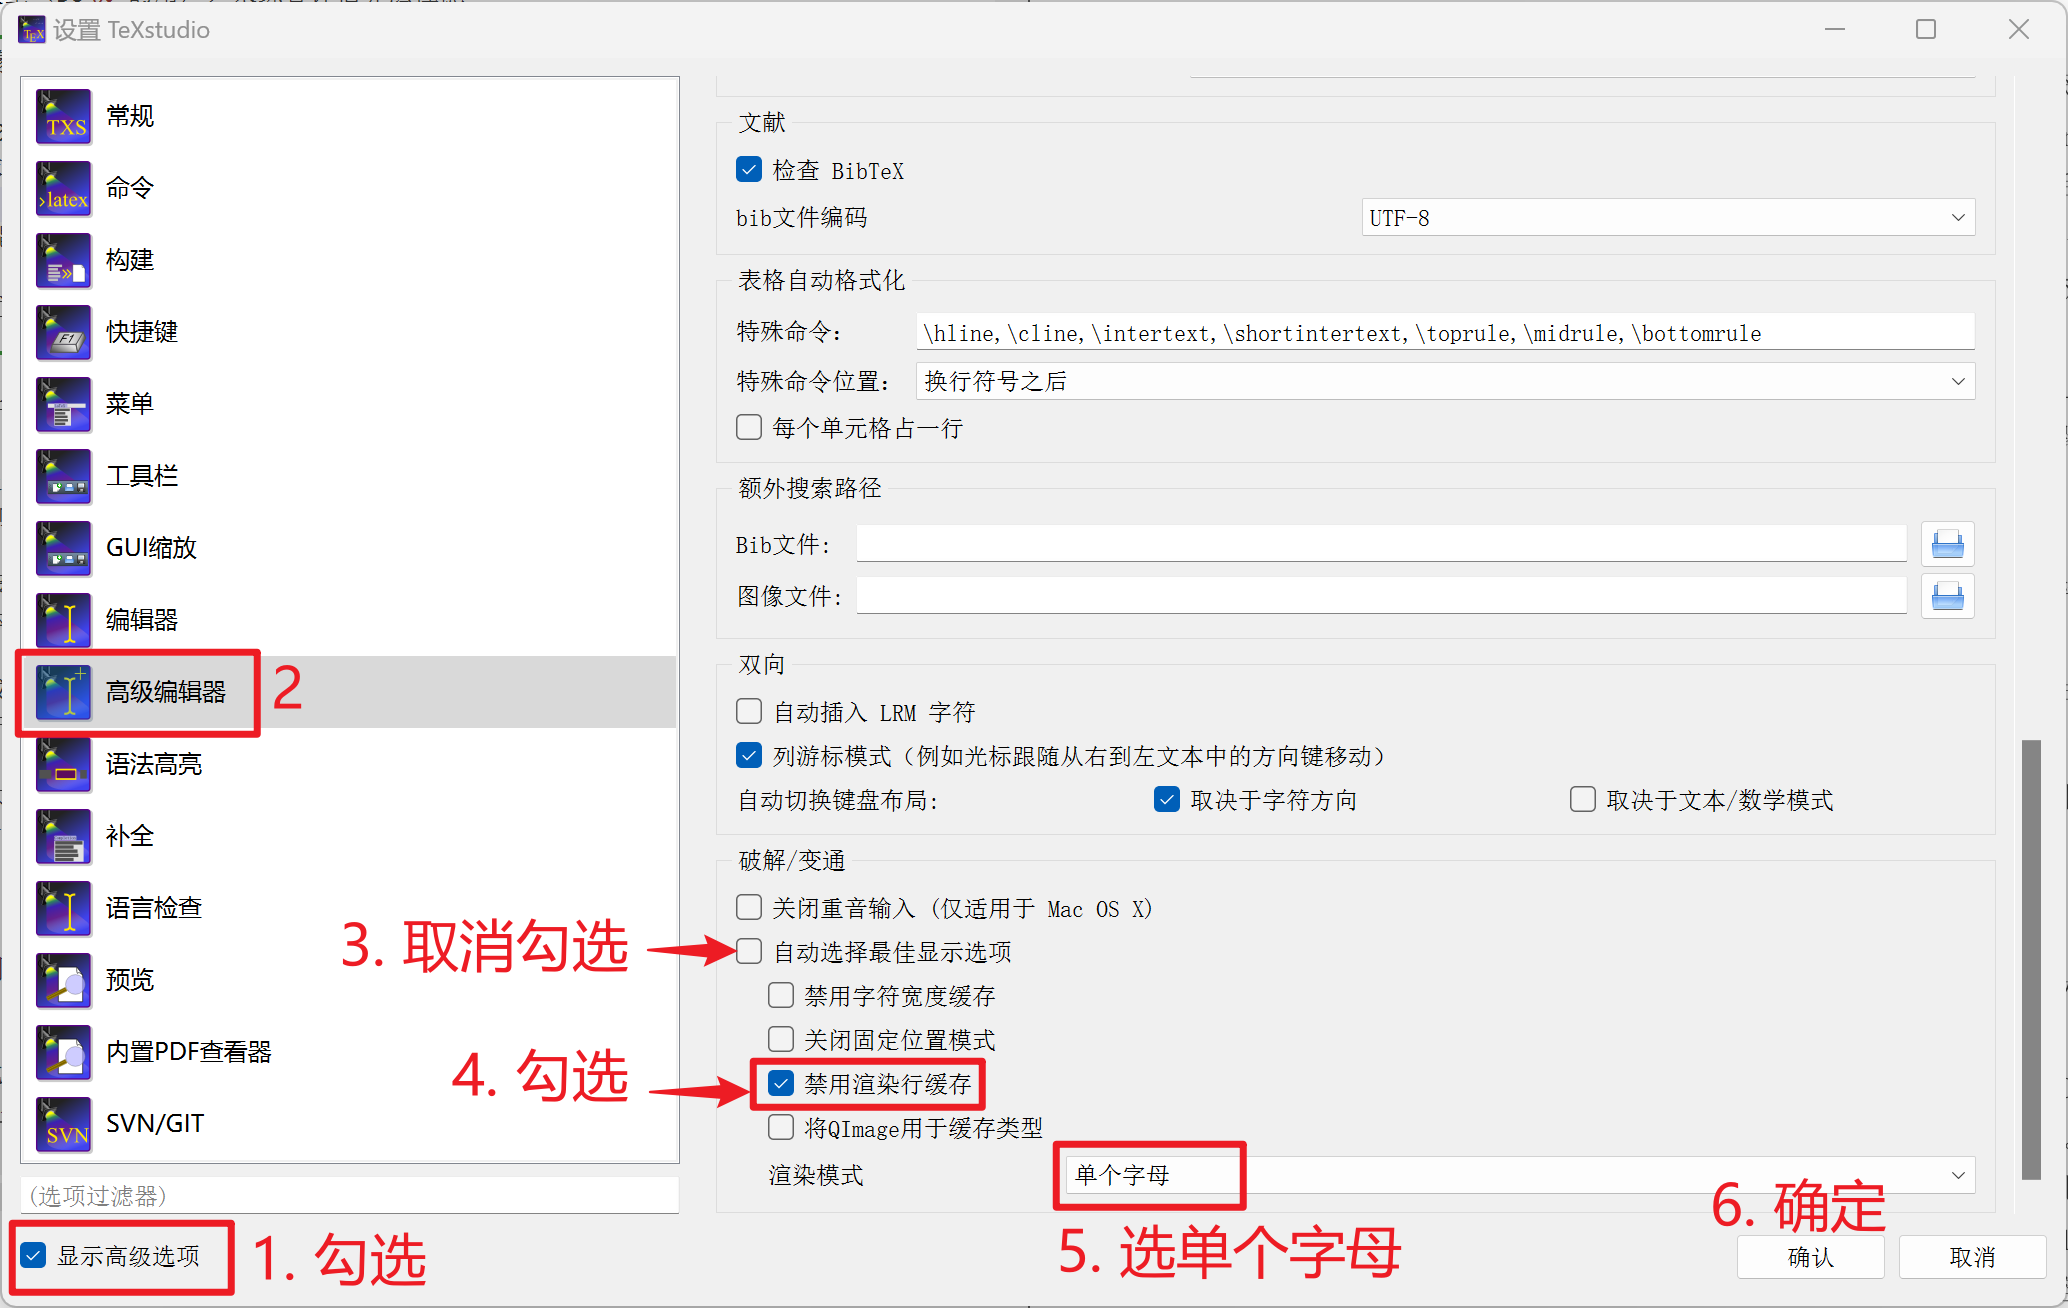 设置 TeXstudio
TXS 常规
>latex 命令
构建
F1 快捷键
菜单
工具栏
GUI缩放
编辑器
高级编辑器 2
语法高亮
补全
语言检查
预览
内置PDF查看器
SVN SVN/GIT
(选项过滤器)
显示高级选项 1. 勾选
文献
检查 BibTeX
bib文件编码 UTF-8
表格自动格式化
特殊命令: \hline,\cline,\intertext,\shortintertext,\toprule,\midrule,\bottomrule
特殊命令位置: 换行符号之后
每个单元格占一行
额外搜索路径
Bib文件:
图像文件:
双向
自动插入 LRM 字符
列游标模式（例如光标跟随从右到左文本中的方向键移动）
自动切换键盘布局: 取决于字符方向 取决于文本/数学模式
破解/变通
关闭重音输入 (仅适用于 Mac OS X)
3. 取消勾选 自动选择最佳显示选项
禁用字符宽度缓存
关闭固定位置模式
4. 勾选 禁用渲染行缓存
将QImage用于缓存类型
渲染模式 单个字母
5. 选单个字母
6. 确定
确认 取消